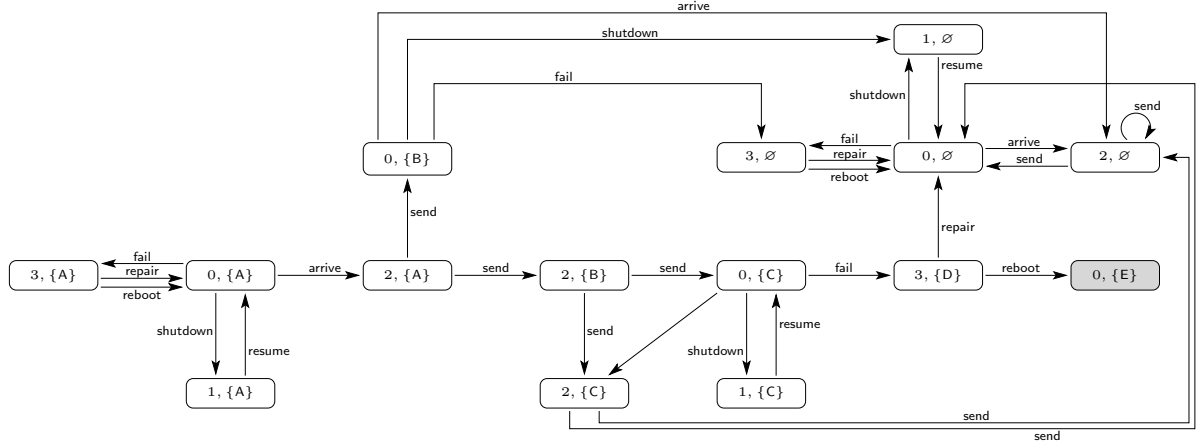 arrive
shutdown
1, ∅
fail
resume
shutdown
send
0, {B}
3, ∅
fail
repair
reboot
0, ∅
arrive
send
2, ∅
send
repair
3, {A}
fail
repair
reboot
0, {A}
arrive
2, {A}
send
2, {B}
send
0, {C}
fail
3, {D}
reboot
0, {E}
shutdown
resume
send
shutdown
resume
1, {A}
2, {C}
1, {C}
send
send